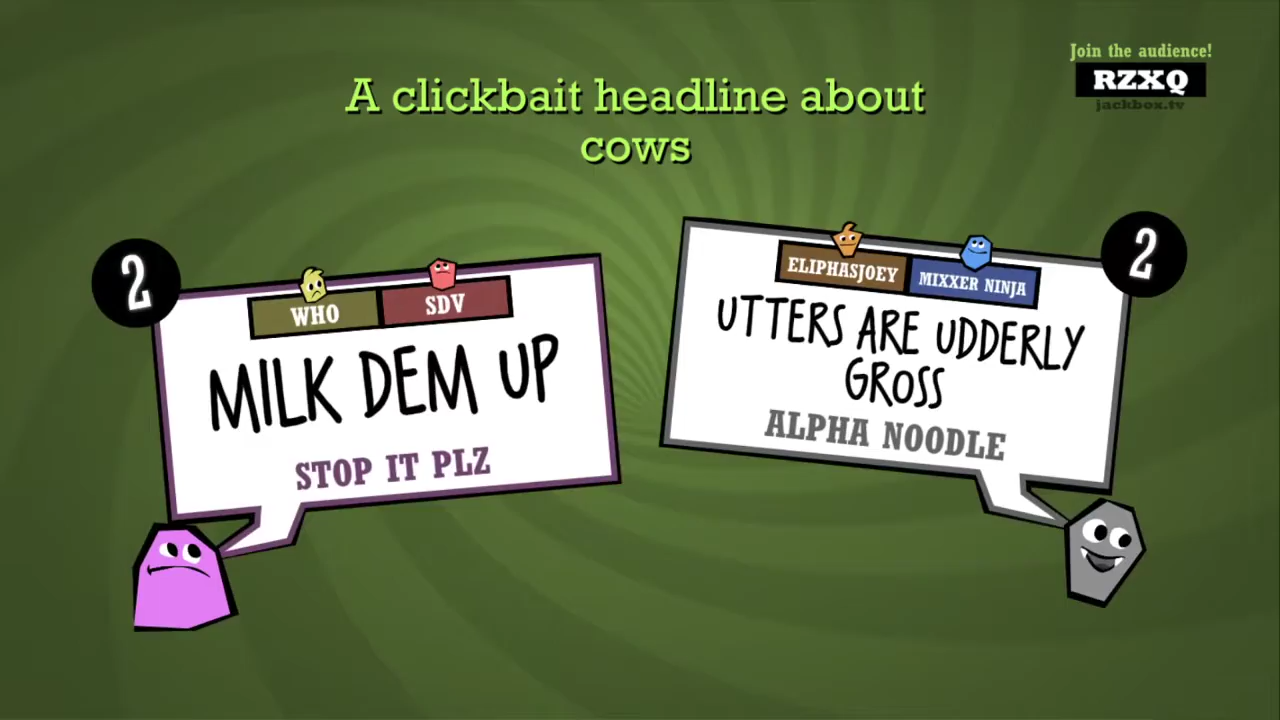 Join the audience!
RZXQ
jackbox.tv
A clickbait headline about
cows
2
WHO
SDV
MILK DEM UP
STOP IT PLZ
2
ELIPHASJOEY
MIXXER NINJA
UTTERS ARE UDDERLY
GROSS
ALPHA NOODLE